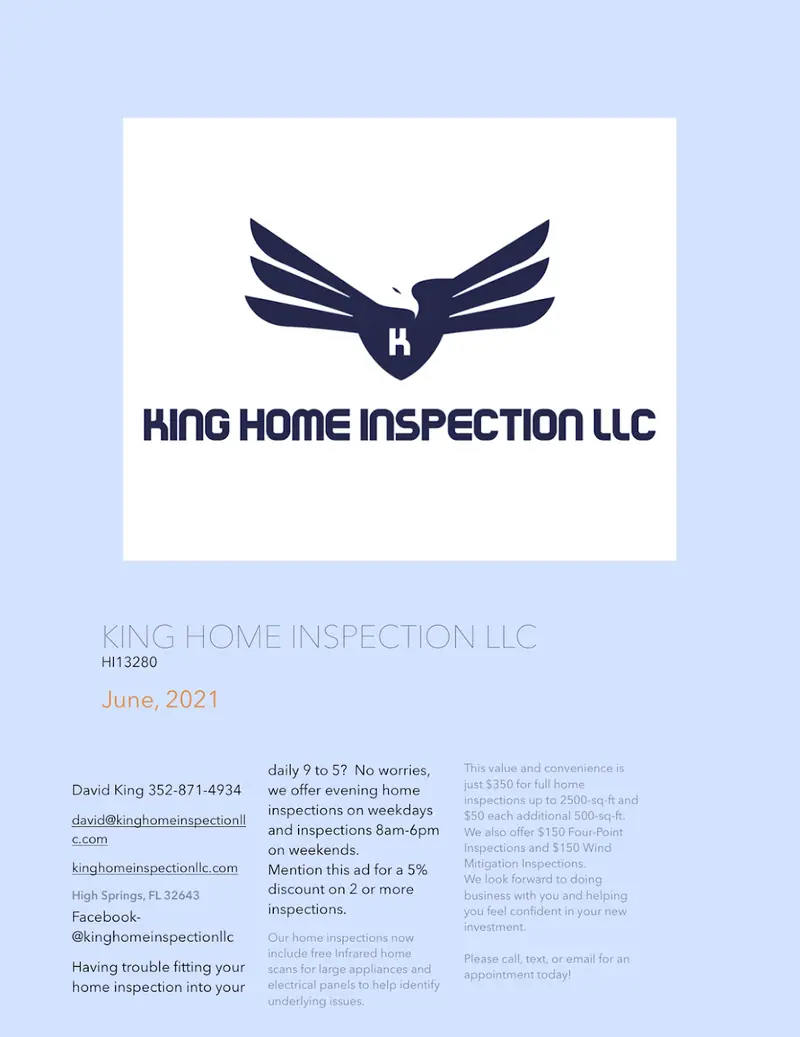 K
KING HOME INSPECTION LLC
KING HOME INSPECTION LLC
HI13280
June, 2021
David King 352-871-4934
david@kinghomeinspectionll
c.com
kinghomeinspectionllc.com
High Springs, FL 32643
Facebook-
@kinghomeinspectionllc
Having trouble fitting your
home inspection into your
daily 9 to 5?  No worries,
we offer evening home
inspections on weekdays
and inspections 8am-6pm
on weekends.
Mention this ad for a 5%
discount on 2 or more
inspections.
Our home inspections now
include free Infrared home
scans for large appliances and
electrical panels to help identify
underlying issues.
This value and convenience is
just $350 for full home
inspections up to 2500-sq-ft and
$50 each additional 500-sq-ft.
We also offer $150 Four-Point
Inspections and $150 Wind
Mitigation Inspections.
We look forward to doing
business with you and helping
you feel confident in your new
investment.
Please call, text, or email for an
appointment today!